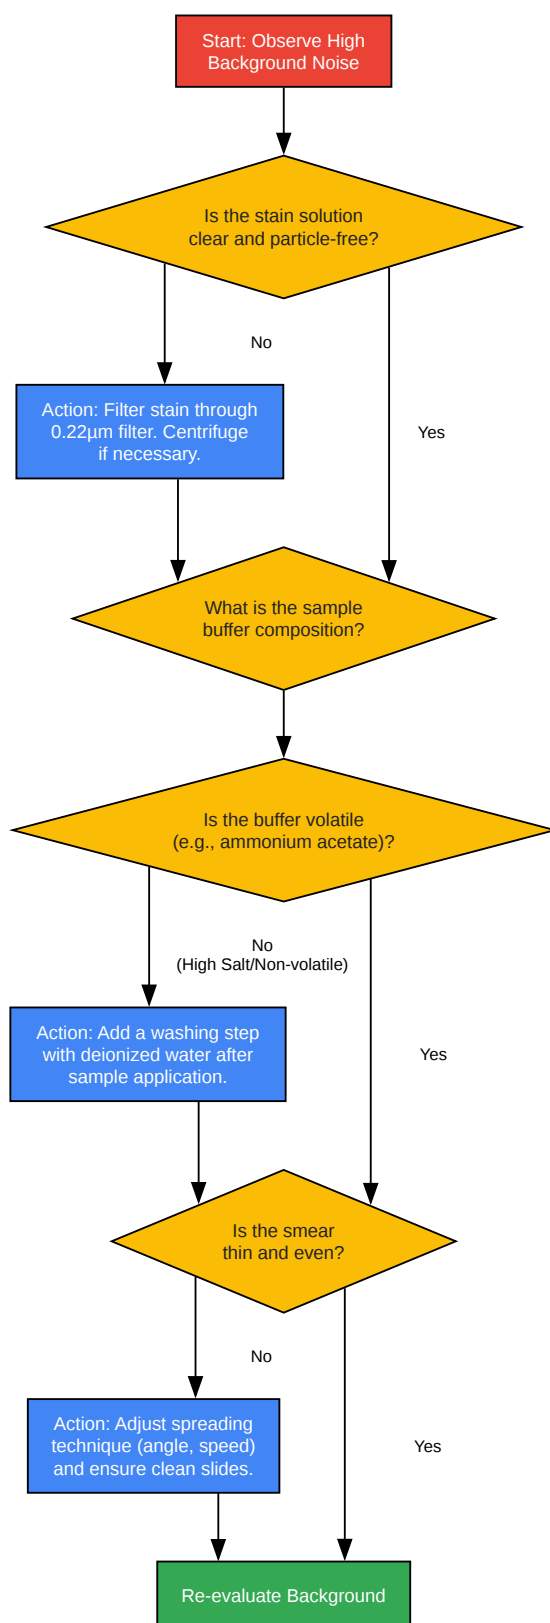 Start: Observe High
Background Noise
Is the stain solution
clear and particle-free?
No
Action: Filter stain through
0.22µm filter. Centrifuge
if necessary.
Yes
What is the sample
buffer composition?
Is the buffer volatile
(e.g., ammonium acetate)?
No
(High Salt/Non-volatile)
Action: Add a washing step
with deionized water after
sample application.
Yes
Is the smear
thin and even?
No
Action: Adjust spreading
technique (angle, speed)
and ensure clean slides.
Yes
Re-evaluate Background